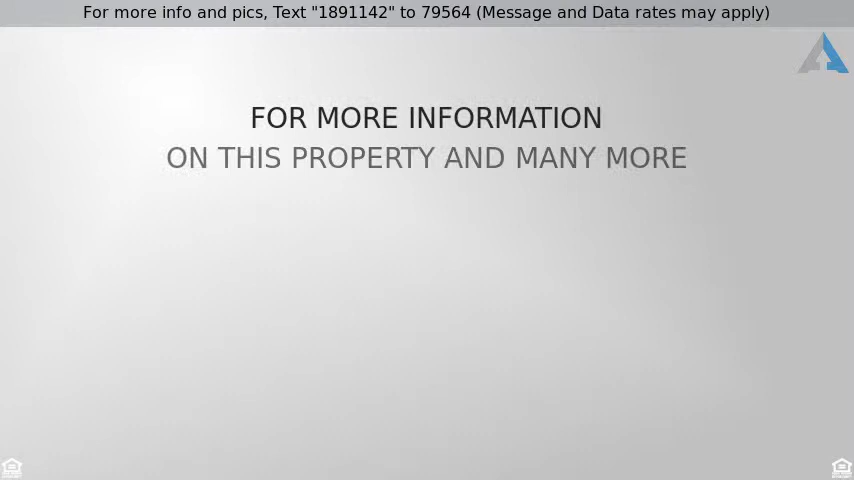 For more info and pics, Text "1891142" to 79564 (Message and Data rates may apply)
FOR MORE INFORMATION
ON THIS PROPERTY AND MANY MORE